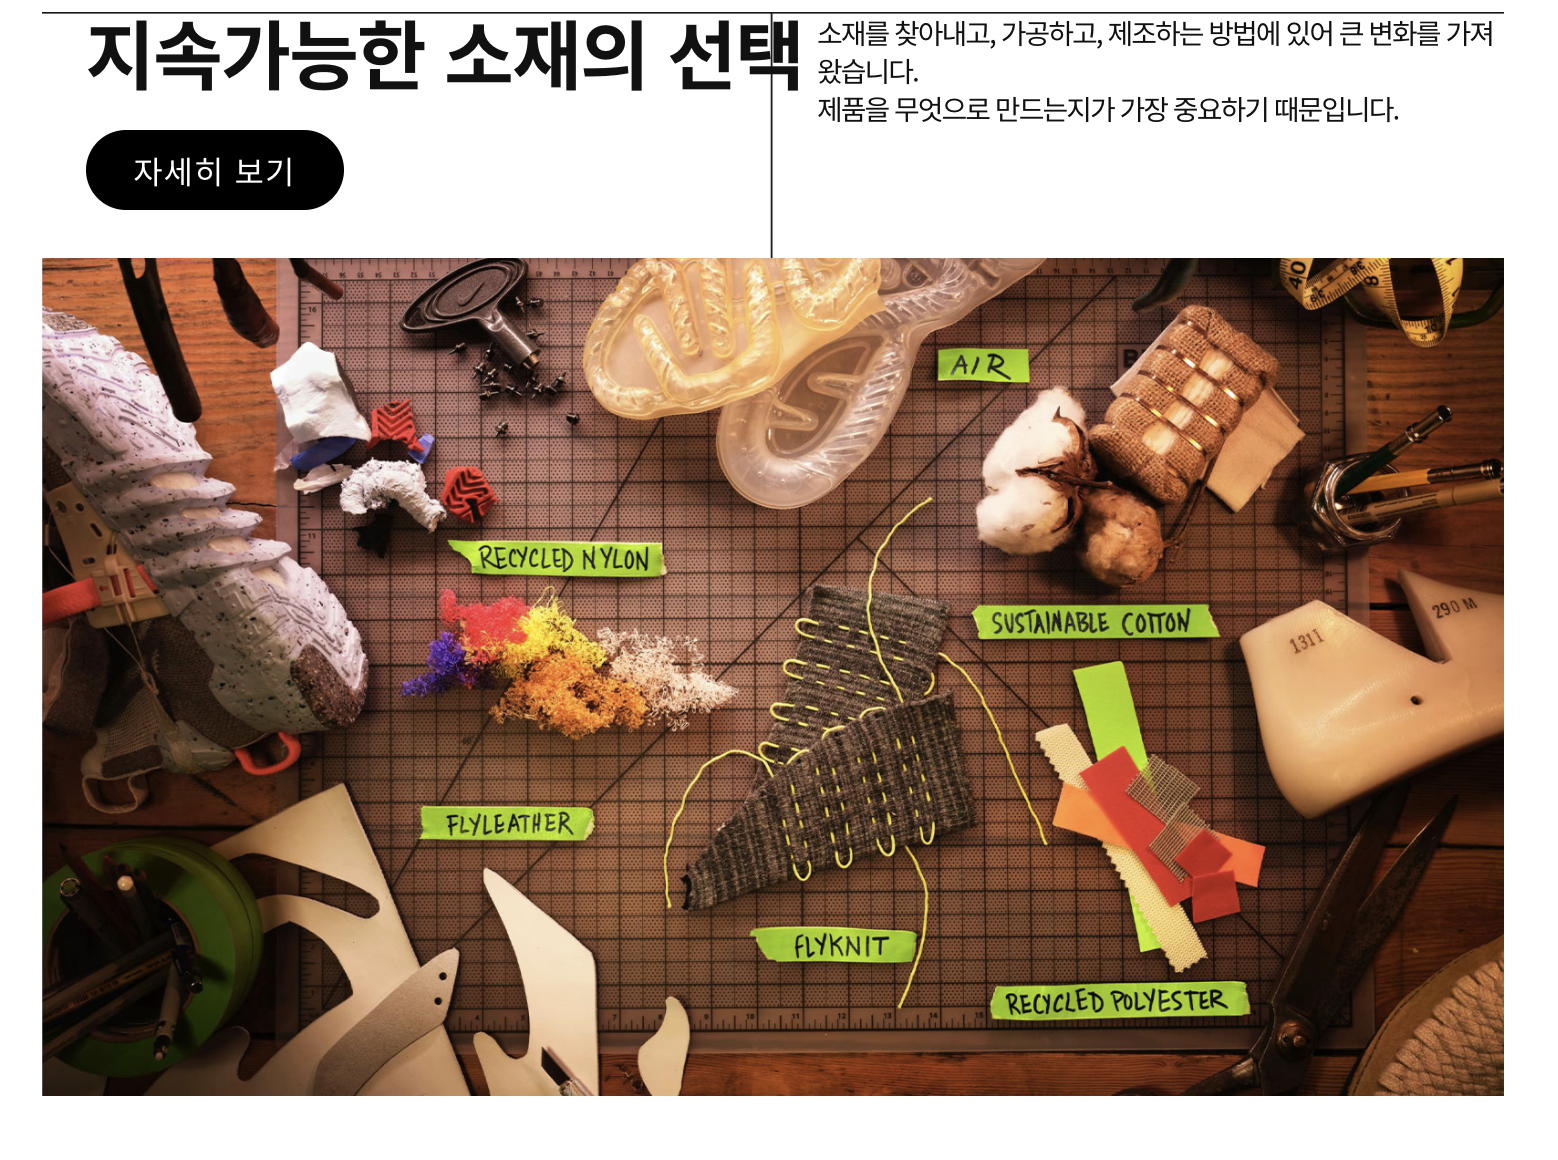 지속가능한 소재의 선택
소재를 찾아내고, 가공하고, 제조하는 방법에 있어 큰 변화를 가져
왔습니다.
제품을 무엇으로 만드는지가 가장 중요하기 때문입니다.
자세히 보기
AIR
RECYCLED NYLON
SUSTAINABLE COTTON
1311
290 M
FLYLEATHER
FLYKNIT
RECYCLED POLYESTER